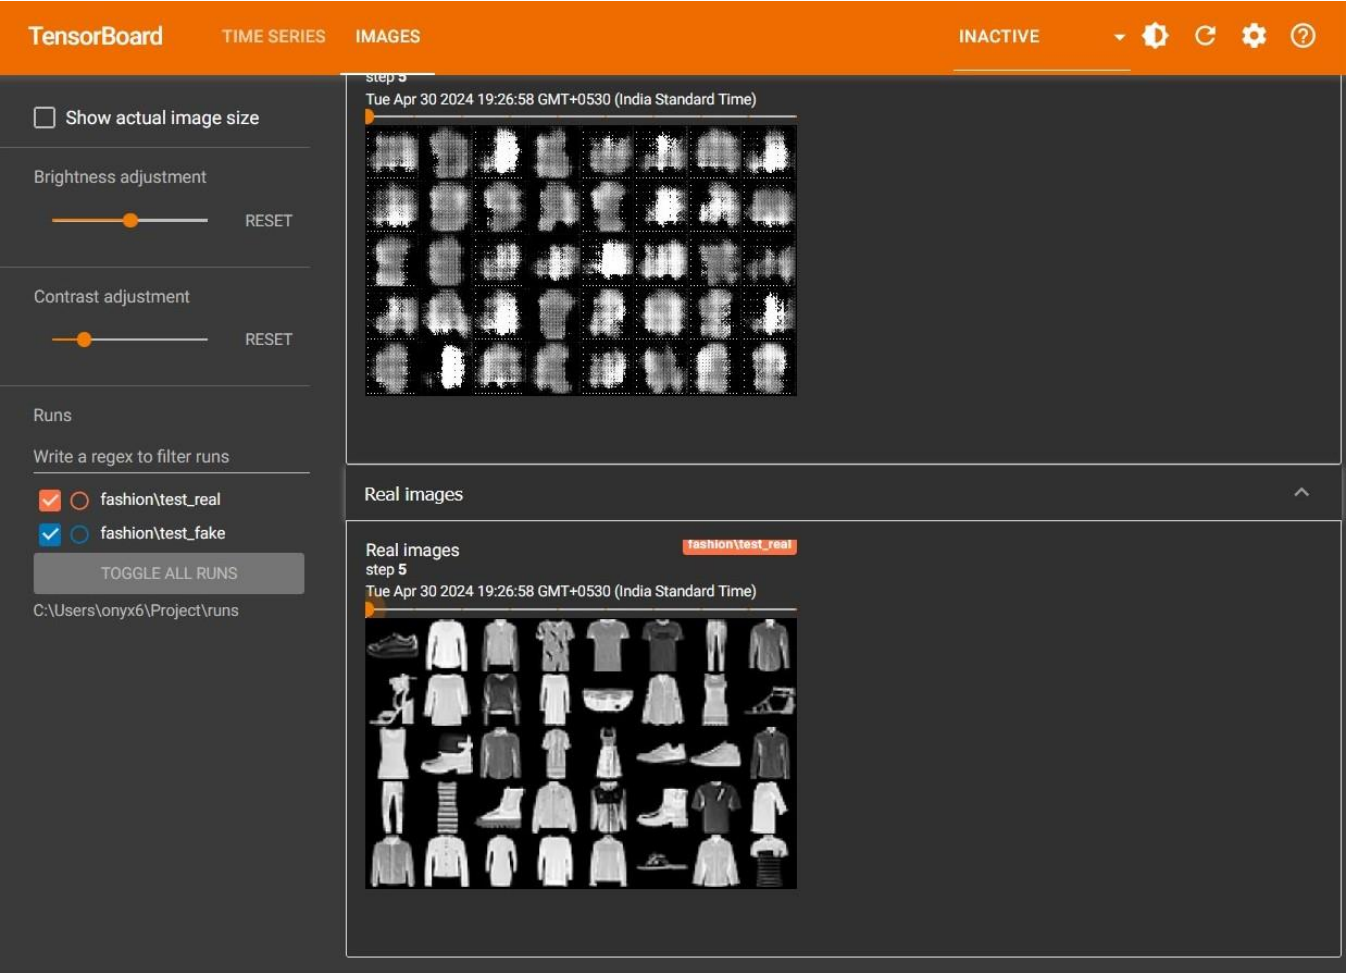 TensorBoard
TIME SERIES
IMAGES
INACTIVE
Show actual image size
Brightness adjustment
RESET
Contrast adjustment
RESET
Runs
Write a regex to filter runs
fashion\test_real
fashion\test_fake
TOGGLE ALL RUNS
C:\Users\onyx6\Project\runs
step 5
Tue Apr 30 2024 19:26:58 GMT+0530 (India Standard Time)
Real images
Real images
fashion\test_real
step 5
Tue Apr 30 2024 19:26:58 GMT+0530 (India Standard Time)